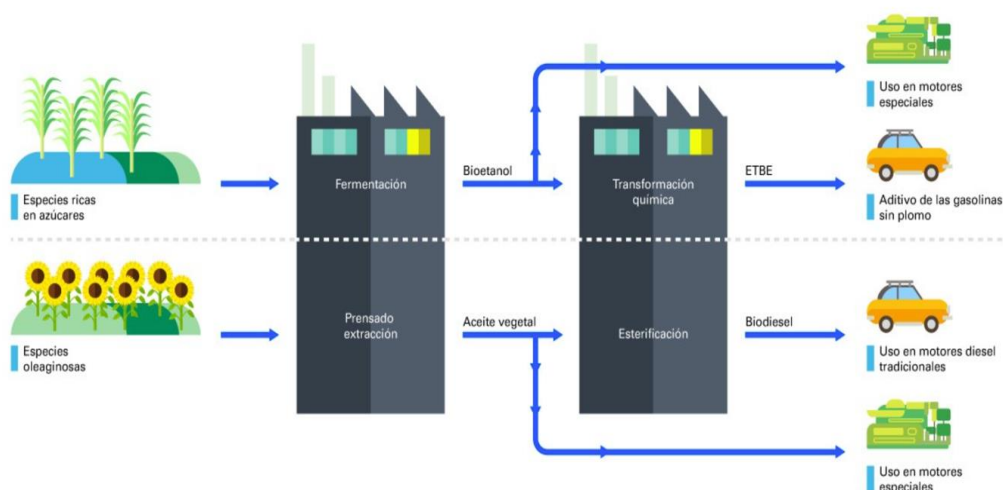 Uso en motores
especiales
Especies ricas
en azúcares
Fermentación
Bioetanol
Transformación
química
ETBE
Aditivo de las gasolinas
sin plomo
Especies
oleaginosas
Prensado
extracción
Aceite vegetal
Esterificación
Biodiesel
Uso en motores diesel
tradicionales
Uso en motores
especiales